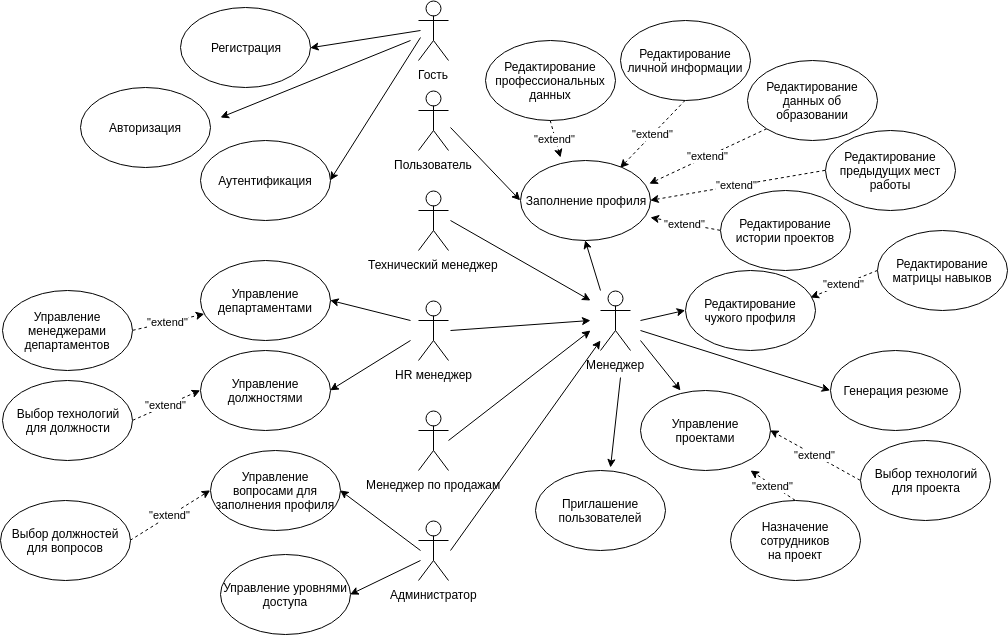 Регистрация
Гость
Авторизация
Аутентификация
Пользователь
Редактирование
профессиональных
данных
Редактирование
личной информации
Редактирование
данных об
образовании
Редактирование
предыдущих мест
работы
Редактирование
истории проектов
"extend"
"extend"
"extend"
"extend"
"extend"
Заполнение профиля
Технический менеджер
Редактирование
матрицы навыков
"extend"
Редактирование
чужого профиля
Управление
департаментами
Управление
менеджерами
департаментов
"extend"
HR менеджер
Менеджер
Управление
должностями
Выбор технологий
для должности
"extend"
Генерация резюме
Управление
проектами
"extend"
Выбор технологий
для проекта
"extend"
Назначение
сотрудников
на проект
Приглашение
пользователей
Менеджер по продажам
Управление
вопросами для
заполнения профиля
"extend"
Выбор должностей
для вопросов
Управление уровнями
доступа
Администратор